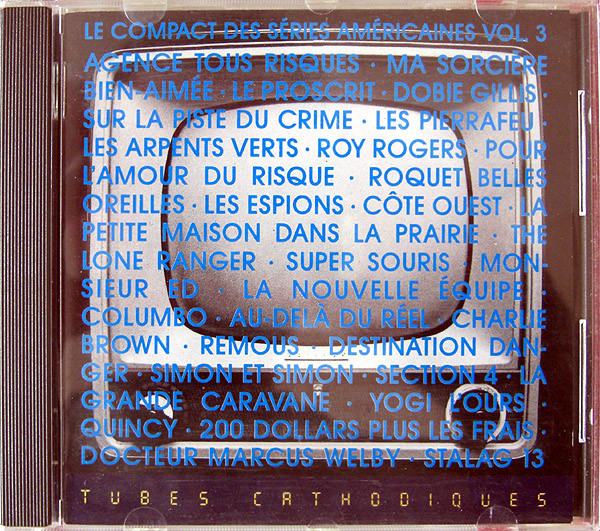 LE COMPACT DES SÉRIES AMÉRICAINES VOL. 3
AGENCE TOUS RISQUES · MA SORCIÈRE
BIEN-AIMÉE · LE PROSCRIT · DOBIE GILLIS ·
SUR LA PISTE DU CRIME · LES PIERRAFEU ·
LES ARPENTS VERTS · ROY ROGERS · POUR
L'AMOUR DU RISQUE · ROQUET BELLES
OREILLES · LES ESPIONS · CÔTE OUEST · LA
PETITE MAISON DANS LA PRAIRIE · THE
LONE RANGER · SUPER SOURIS · MON-
SIEUR ED · LA NOUVELLE ÉQUIPE ·
COLUMBO · AU-DELÀ DU RÉEL · CHARLIE
BROWN · REMOUS · DESTINATION DAN-
GER · SIMON ET SIMON · SECTION 4 · LA
GRANDE CARAVANE · YOGI L'OURS ·
QUINCY · 200 DOLLARS PLUS LES FRAIS ·
DOCTEUR MARCUS WELBY · STALAG 13
TUBES CATHODIQUES